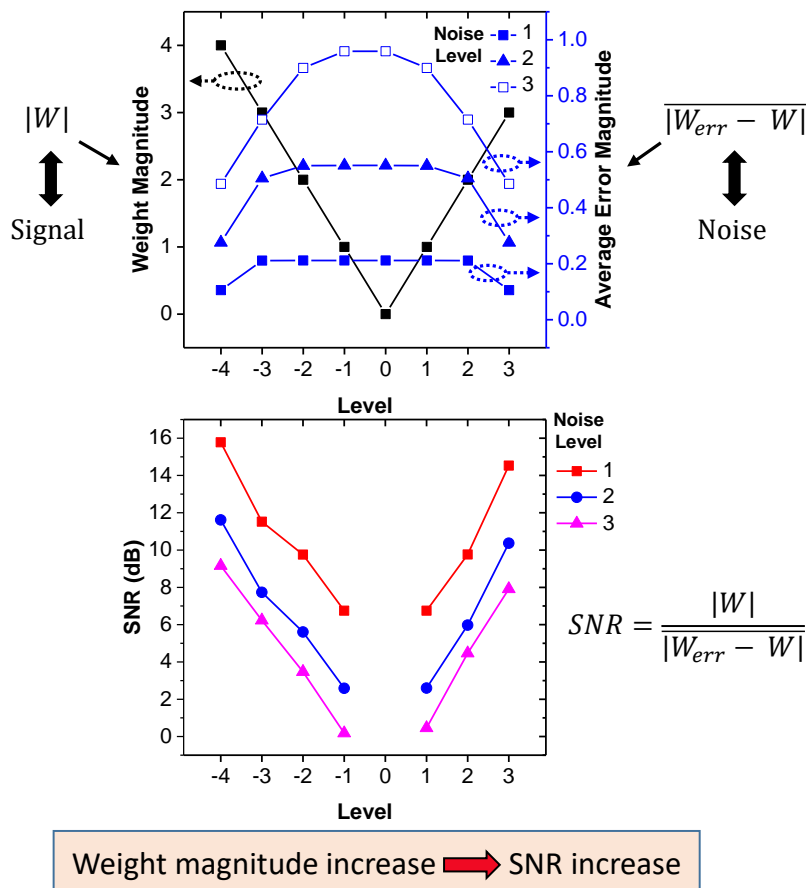 Noise
Level
1
2
3
4
3
2
1
0
1.0
0.8
0.6
0.4
0.2
0.0
Weight Magnitude
Average Error Magnitude
-4 -3 -2 -1 0 1 2 3
Level
|W|
Signal
|W_err − W|
Noise
16
14
12
10
8
6
4
2
0
SNR (dB)
-4 -3 -2 -1 0 1 2 3
Level
Noise
Level
1
2
3
SNR = |W| / |W_err − W|
Weight magnitude increase SNR increase